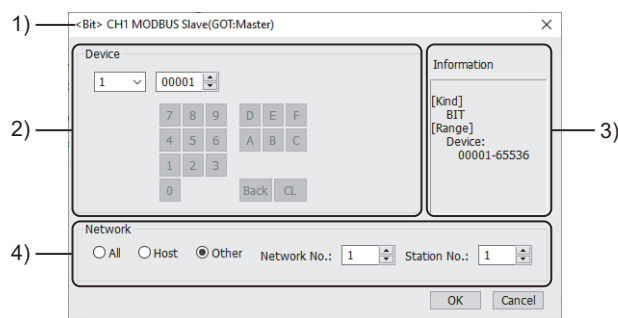 1)
<Bit> CH1 MODBUS Slave(GOT:Master)
2)
Device
1 00001
7 8 9 D E F
4 5 6 A B C
1 2 3
0 Back CL
3)
Information
[Kind]
BIT
[Range]
Device:
00001-65536
4)
Network
All Host Other Network No.: 1 Station No.: 1
OK Cancel